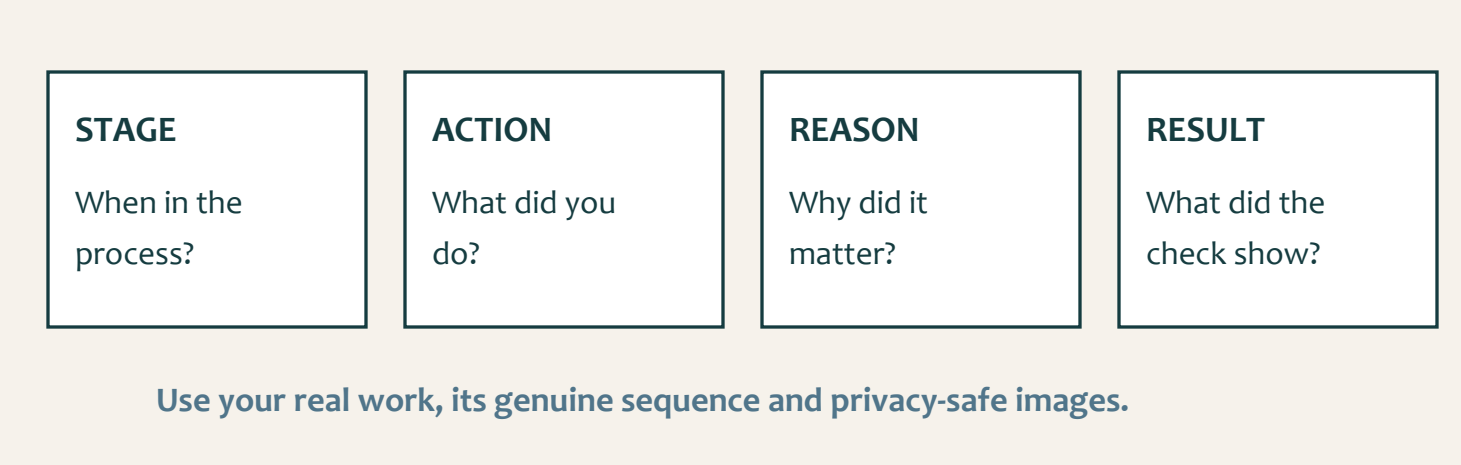 STAGE
When in the
process?
ACTION
What did you
do?
REASON
Why did it
matter?
RESULT
What did the
check show?
Use your real work, its genuine sequence and privacy-safe images.